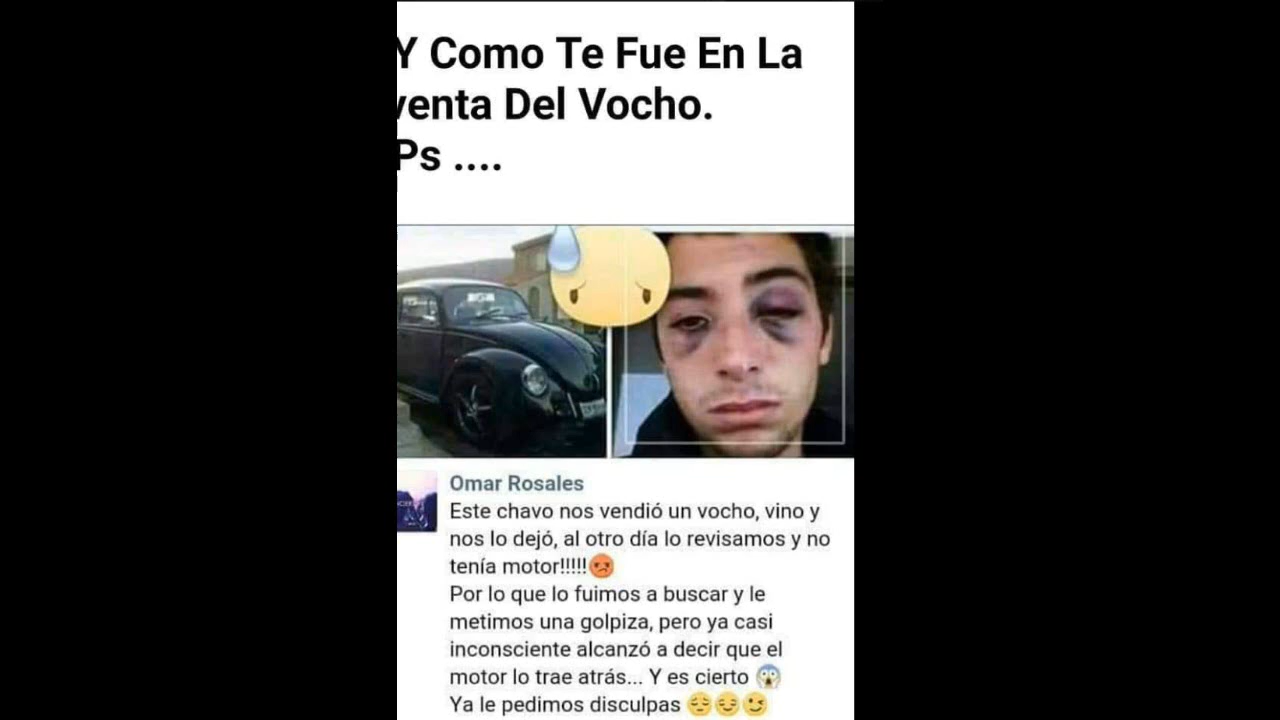 Y Como Te Fue En La
venta Del Vocho.
Ps ....
Omar Rosales
Este chavo nos vendió un vocho, vino y
nos lo dejó, al otro día lo revisamos y no
tenía motor!!!!!😡
Por lo que lo fuimos a buscar y le
metimos una golpiza, pero ya casi
inconsciente alcanzó a decir que el
motor lo trae atrás... Y es cierto 😱
Ya le pedimos disculpas 😔😌😉